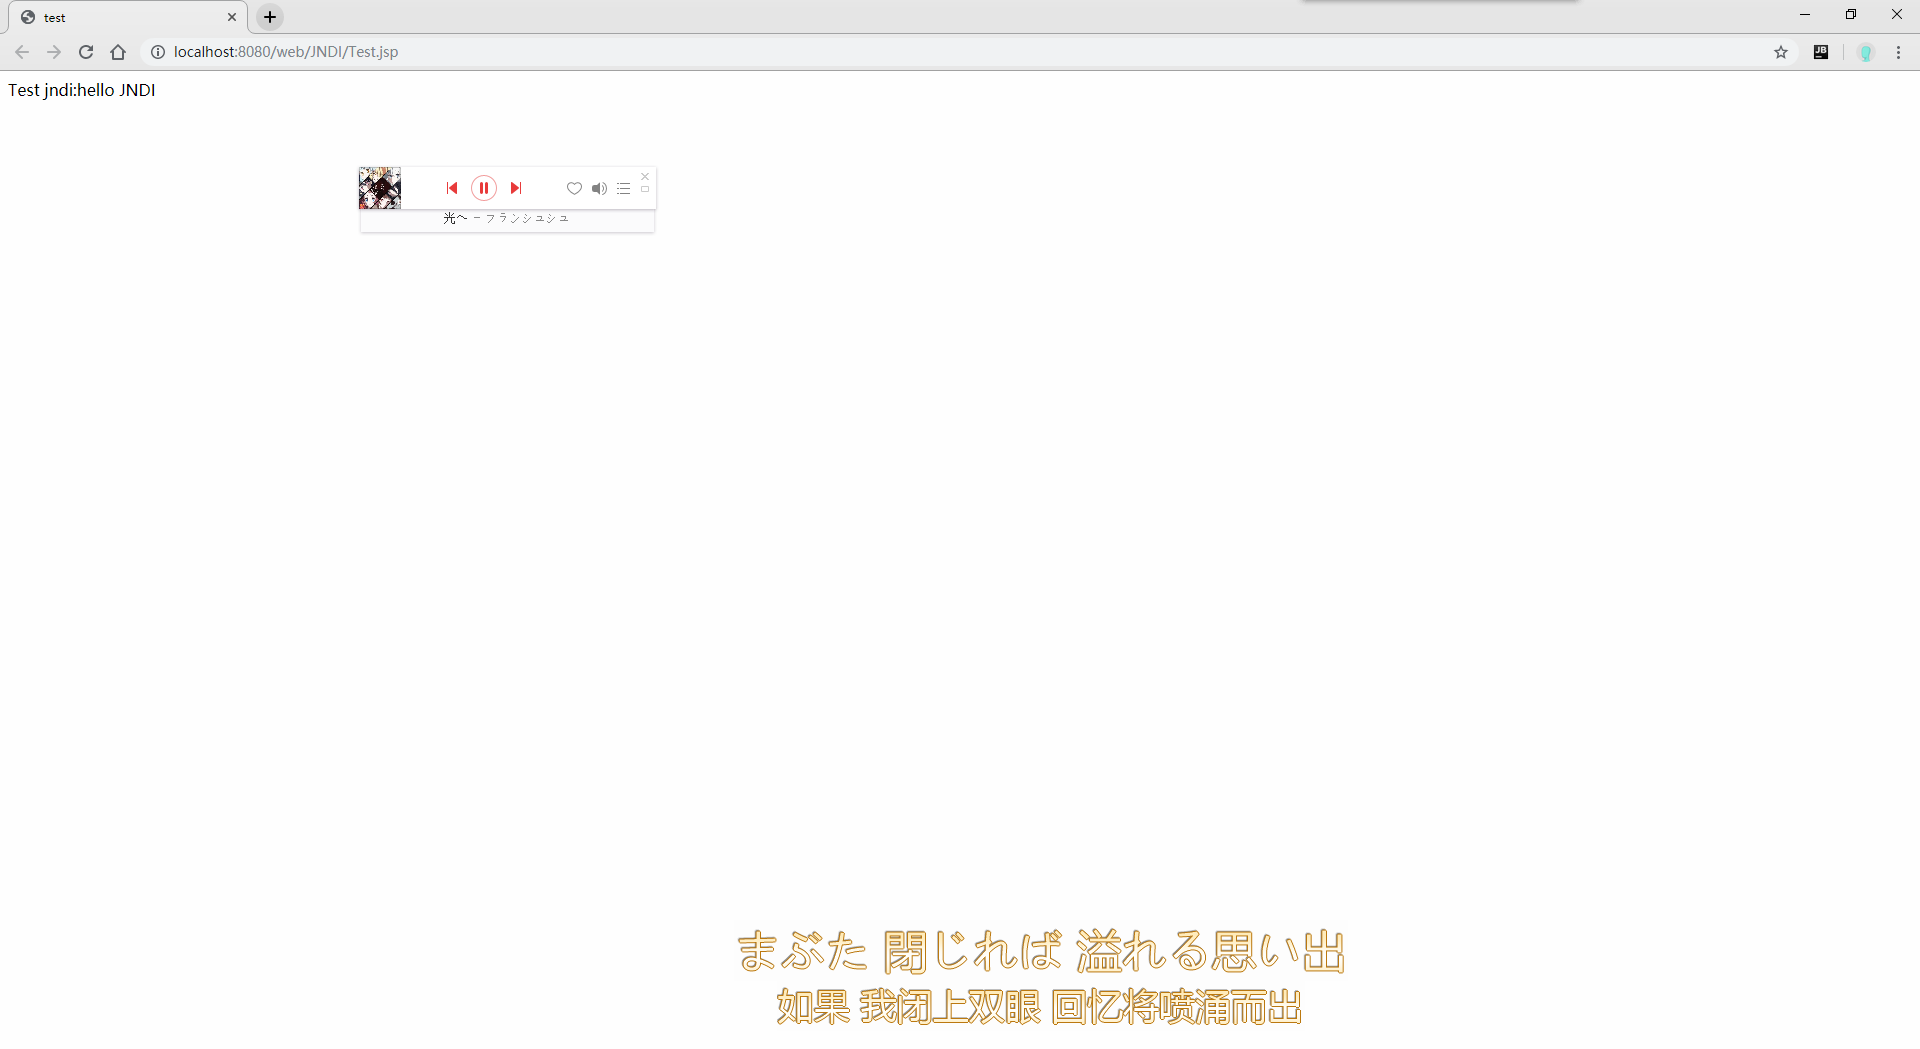 test
localhost:8080/web/JNDI/Test.jsp
JB
Test jndi:hello JNDI
光へ - フランシュシュ
まぶた 閉じれば 溢れる思い出
如果 我闭上双眼 回忆将喷涌而出